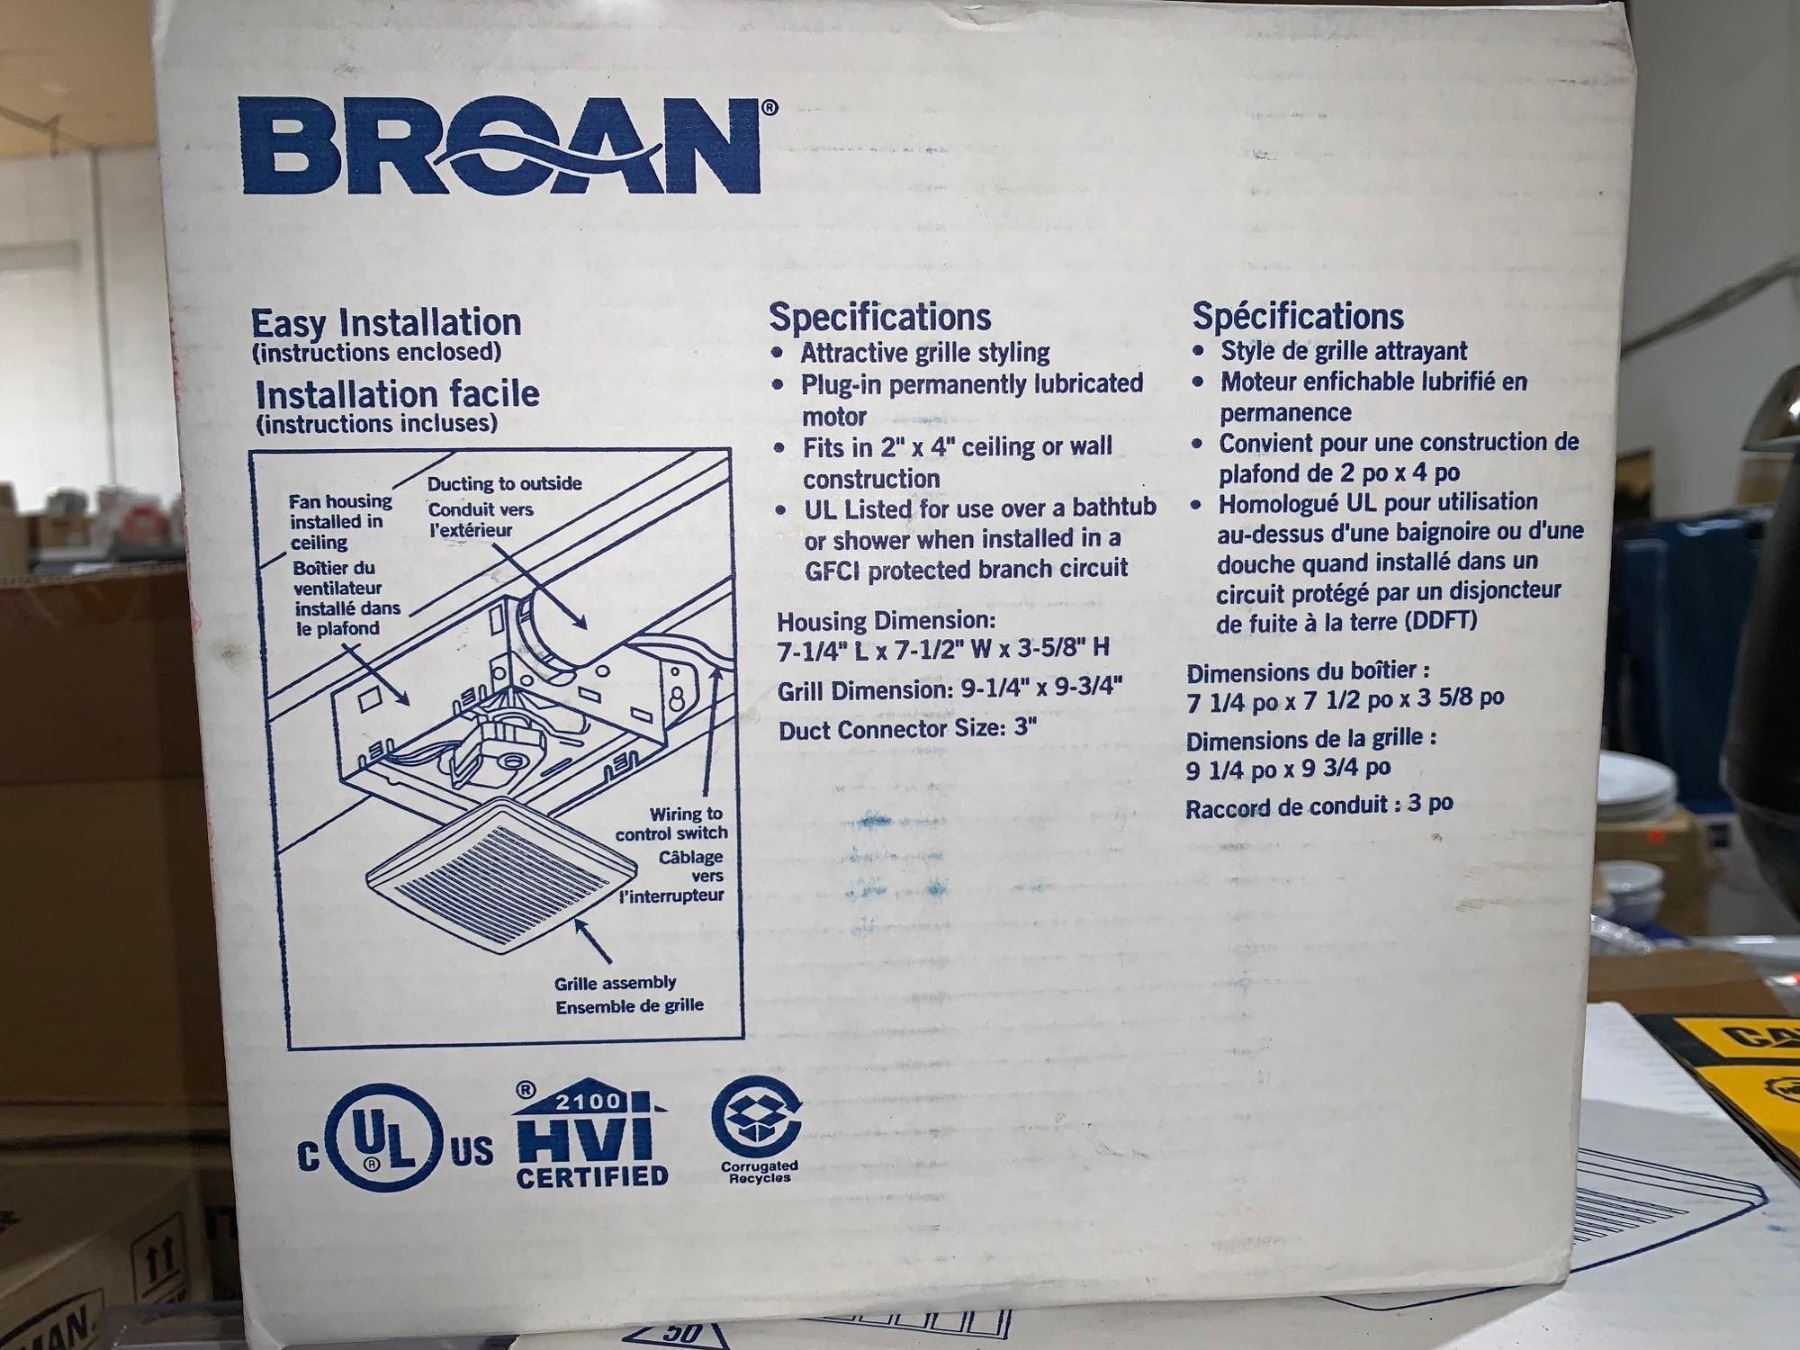 BROAN®
Easy Installation
(instructions enclosed)
Installation facile
(instructions incluses)
Fan housing
installed in
ceiling
Boîtier du
ventilateur
installé dans
le plafond
Ducting to outside
Conduit vers
l'extérieur
Wiring to
control switch
Câblage
vers
l'interrupteur
Grille assembly
Ensemble de grille
C UL® US
® 2100
HVI
CERTIFIED
Corrugated
Recycles
Specifications
• Attractive grille styling
• Plug-in permanently lubricated
motor
• Fits in 2" x 4" ceiling or wall
construction
• UL Listed for use over a bathtub
or shower when installed in a
GFCI protected branch circuit
Housing Dimension:
7-1/4" L x 7-1/2" W x 3-5/8" H
Grill Dimension: 9-1/4" x 9-3/4"
Duct Connector Size: 3"
Spécifications
• Style de grille attrayant
• Moteur enfichable lubrifié en
permanence
• Convient pour une construction de
plafond de 2 po x 4 po
• Homologué UL pour utilisation
au-dessus d'une baignoire ou d'une
douche quand installé dans un
circuit protégé par un disjoncteur
de fuite à la terre (DDFT)
Dimensions du boîtier :
7 1/4 po x 7 1/2 po x 3 5/8 po
Dimensions de la grille :
9 1/4 po x 9 3/4 po
Raccord de conduit : 3 po
50